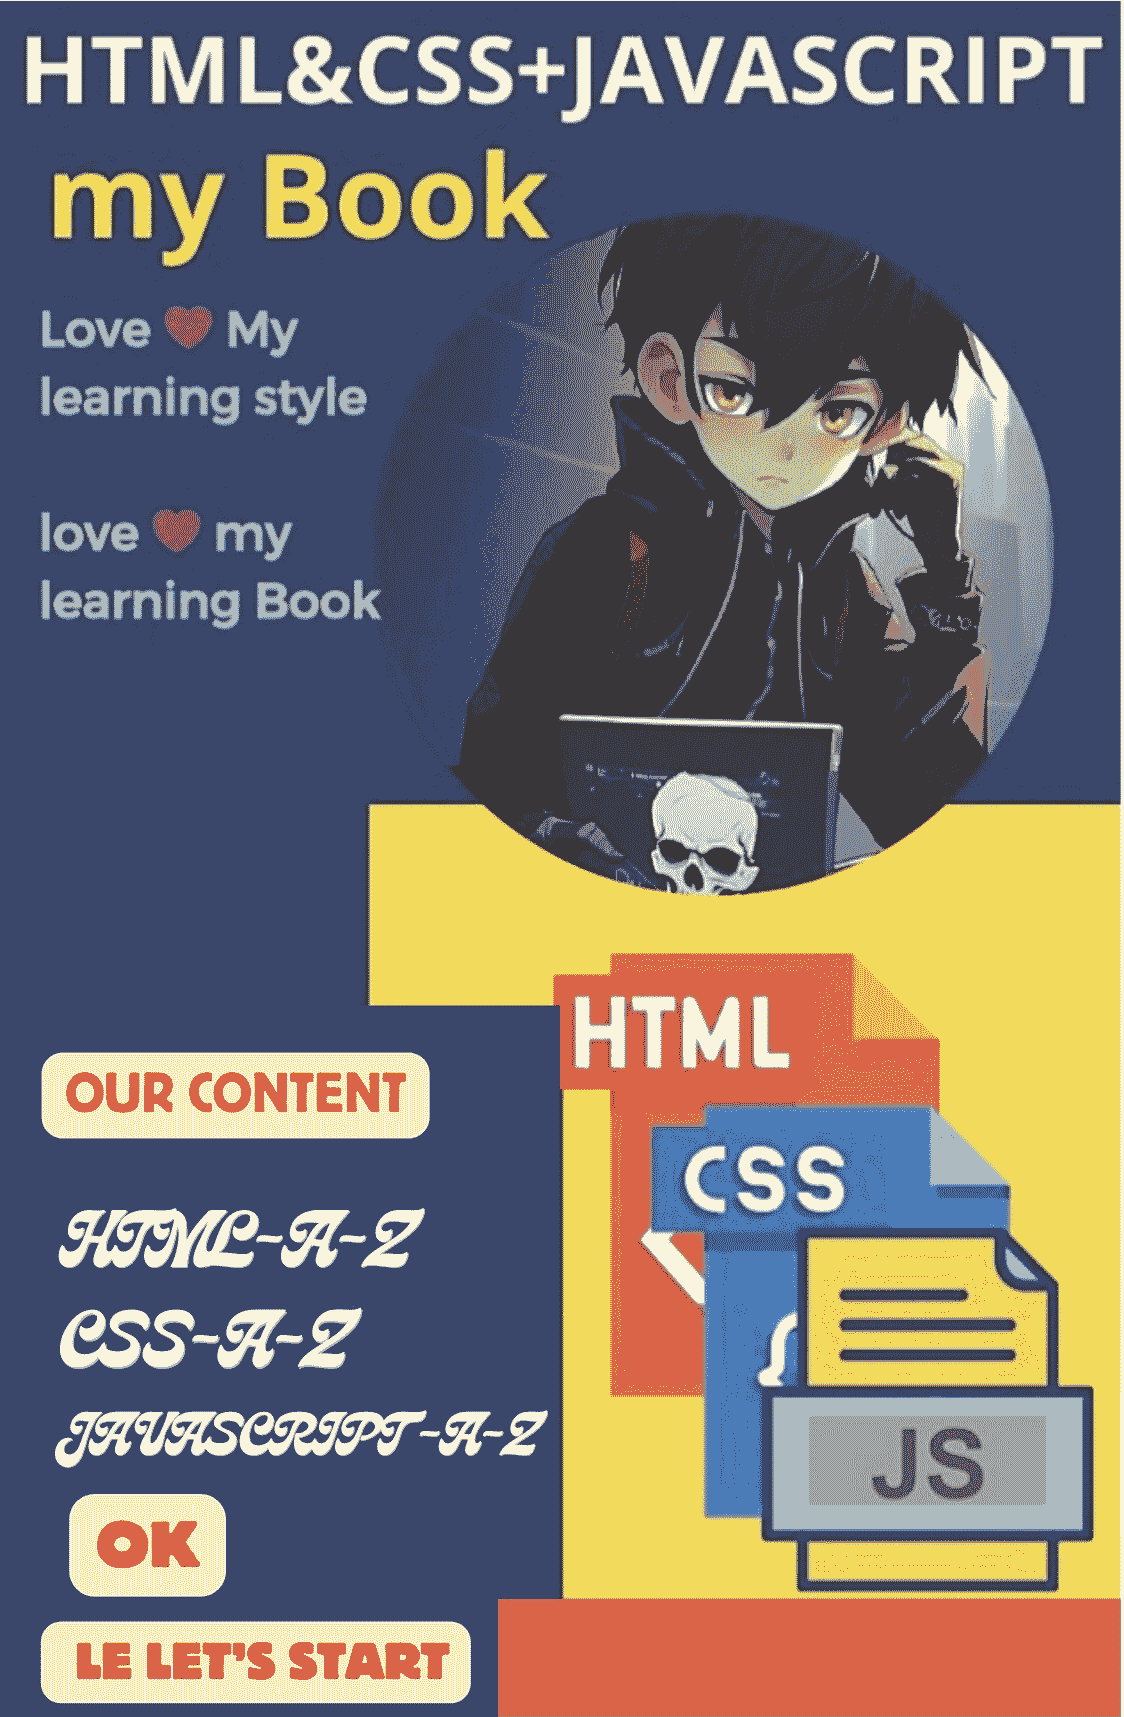 HTML&CSS+JAVASCRIPT
my Book
Love ❤ My
learning style
love ❤ my
learning Book
HTML
CSS
JS
OUR CONTENT
HTML-A-Z
CSS-A-Z
JAVASCRIPT-A-Z
OK
LE LET'S START